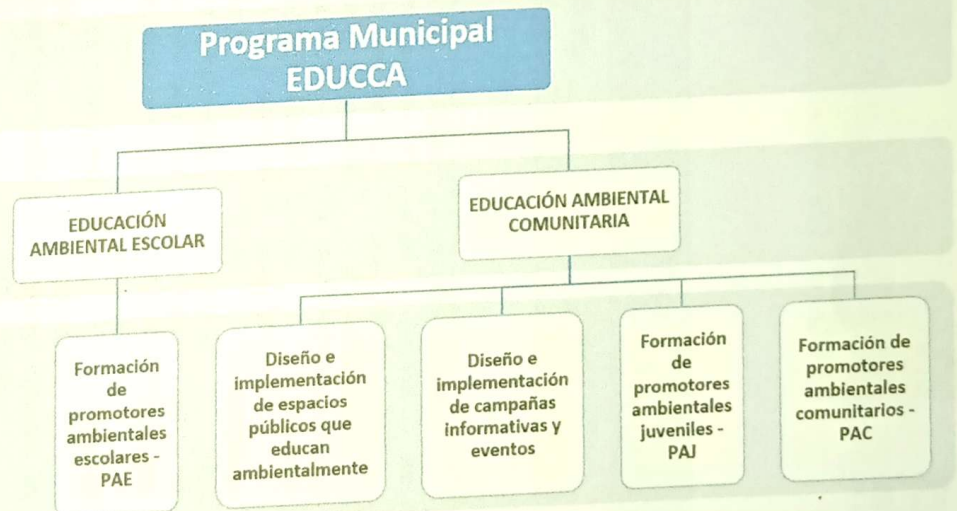 Programa Municipal
EDUCCA
EDUCACIÓN
AMBIENTAL ESCOLAR
EDUCACIÓN AMBIENTAL
COMUNITARIA
Formación
de
promotores
ambientales
escolares -
PAE
Diseño e
implementación
de espacios
públicos que
educan
ambientalmente
Diseño e
implementación
de campañas
informativas y
eventos
Formación
de
promotores
ambientales
juveniles -
PAJ
Formación de
promotores
ambientales
comunitarios -
PAC